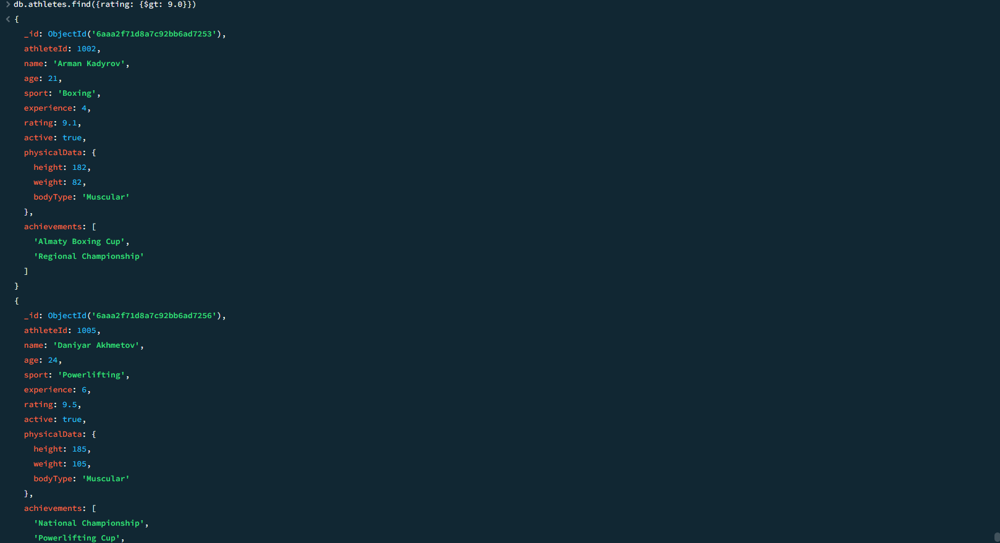 > db.athletes.find({rating: {$gt: 9.0}})
< {
_id: ObjectId('6aaa2f71d8a7c92bb6ad7253'),
athleteId: 1002,
name: 'Arman Kadyrov',
age: 21,
sport: 'Boxing',
experience: 4,
rating: 9.1,
active: true,
physicalData: {
height: 182,
weight: 82,
bodyType: 'Muscular'
},
achievements: [
'Almaty Boxing Cup',
'Regional Championship'
]
}
{
_id: ObjectId('6aaa2f71d8a7c92bb6ad7256'),
athleteId: 1005,
name: 'Daniyar Akhmetov',
age: 24,
sport: 'Powerlifting',
experience: 6,
rating: 9.5,
active: true,
physicalData: {
height: 185,
weight: 105,
bodyType: 'Muscular'
},
achievements: [
'National Championship',
'Powerlifting Cup',